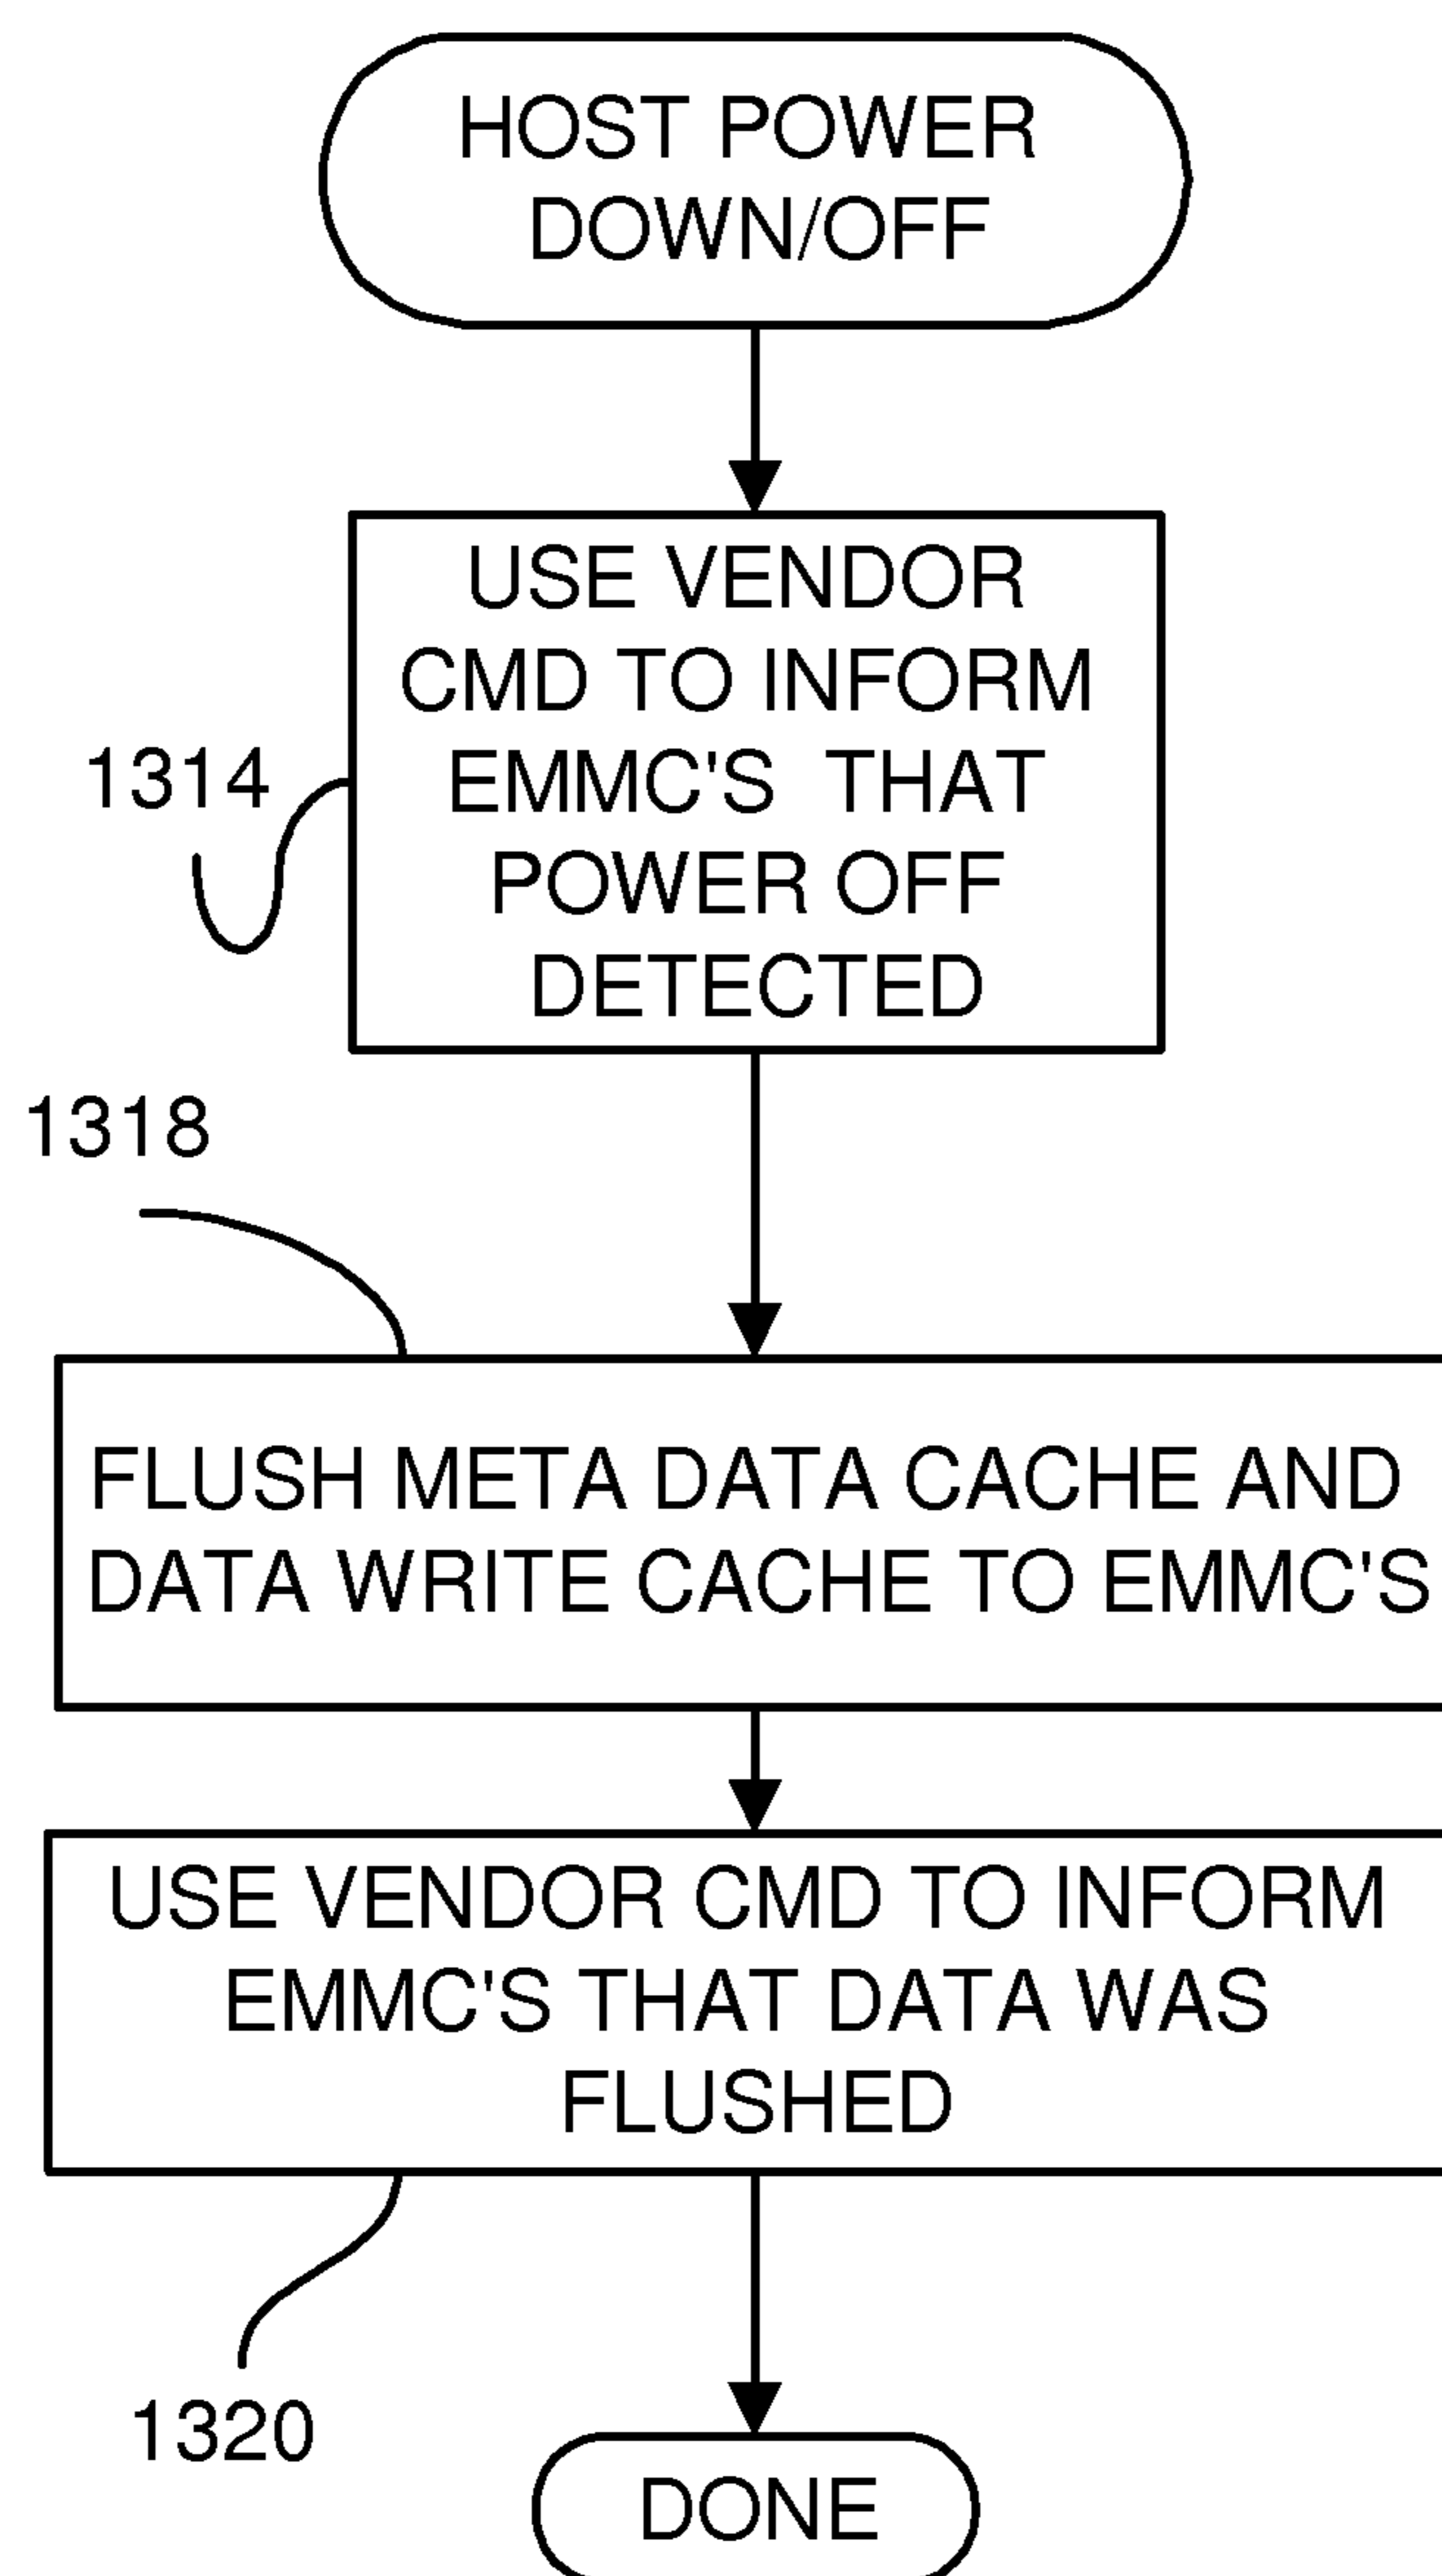 HOST POWER
DOWN/OFF
USE VENDOR
CMD TO INFORM
EMMC'S THAT
POWER OFF
DETECTED
1314
1318
FLUSH META DATA CACHE AND
DATA WRITE CACHE TO EMMC'S
USE VENDOR CMD TO INFORM
EMMC'S THAT DATA WAS
FLUSHED
1320
DONE